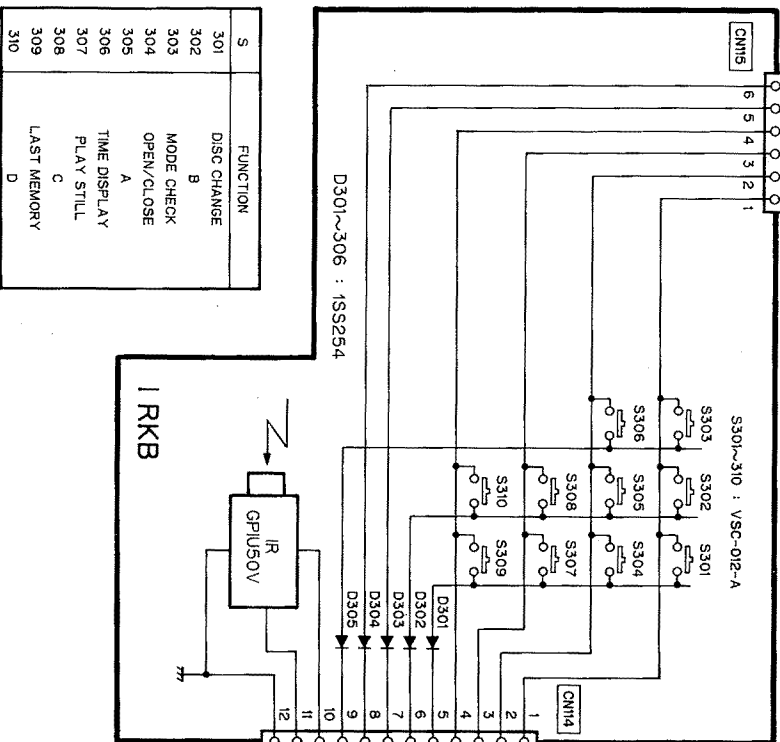 CN115
6 5 4 3 2 1
S301~310 : VSC-012-A
S303 S302 S301
S306 S305 S304
S308 S307
S310 S309
D301~306 : 1SS254
D301
D302
D303
D304
D305
CN114
1
2
3
4
5
6
7
8
9
10
11
12
IR
GPIU50V
I RKB
S FUNCTION
301 DISC CHANGE
302 B
303 MODE CHECK
304 OPEN/CLOSE
305 A
306 TIME DISPLAY
307 PLAY STILL
308 C
309 LAST MEMORY
310 D